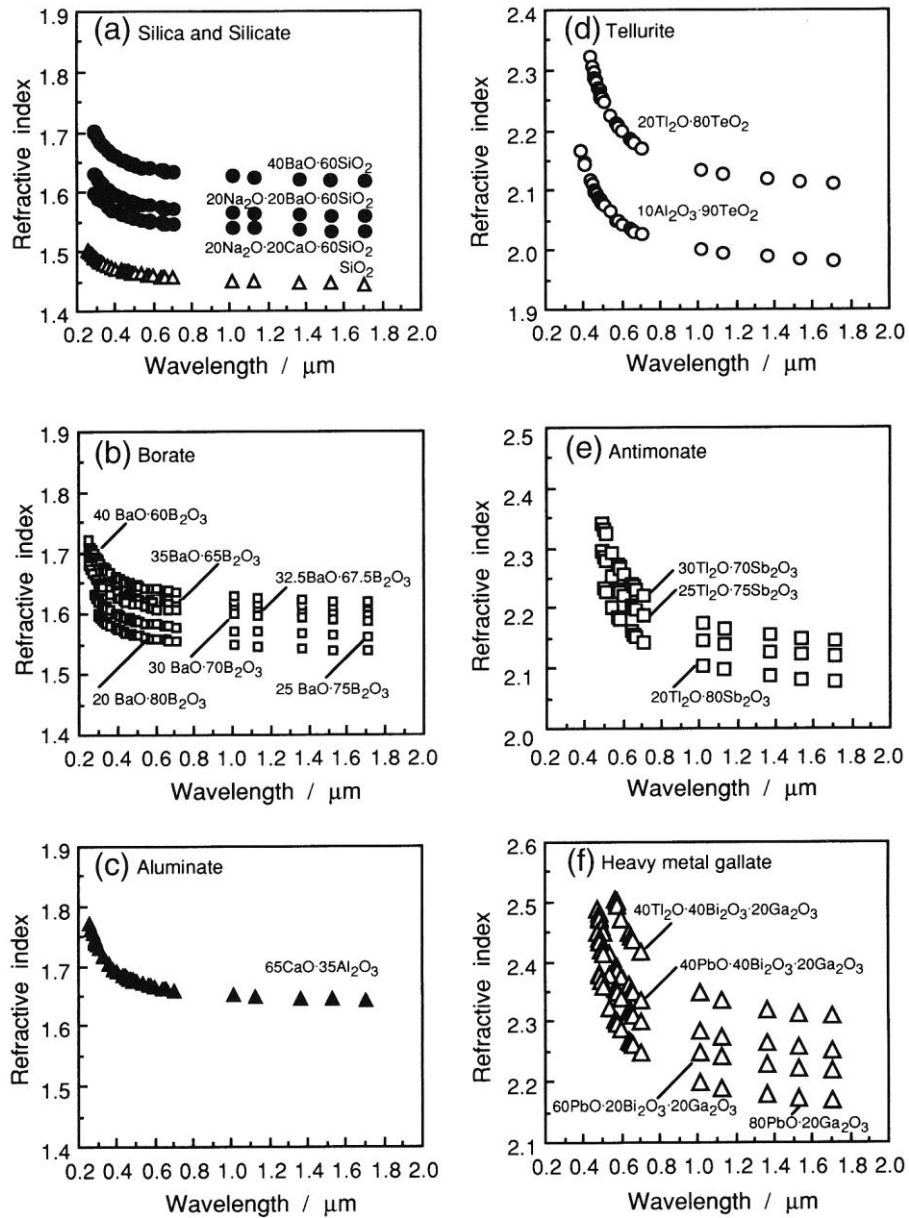 (a) Silica and Silicate
Refractive index
1.9
1.8
1.7
1.6
1.5
1.4
40BaO·60SiO₂
20Na₂O·20BaO·60SiO₂
20Na₂O·20CaO·60SiO₂
SiO₂
0.2 0.4 0.6 0.8 1.0 1.2 1.4 1.6 1.8 2.0
Wavelength / μm
(d) Tellurite
Refractive index
2.4
2.3
2.2
2.1
2.0
1.9
20Tl₂O·80TeO₂
10Al₂O₃·90TeO₂
0.2 0.4 0.6 0.8 1.0 1.2 1.4 1.6 1.8 2.0
Wavelength / μm
(b) Borate
Refractive index
1.9
1.8
1.7
1.6
1.5
1.4
40 BaO·60B₂O₃
35BaO·65B₂O₃
32.5BaO·67.5B₂O₃
30 BaO·70B₂O₃
20 BaO·80B₂O₃
25 BaO·75B₂O₃
0.2 0.4 0.6 0.8 1.0 1.2 1.4 1.6 1.8 2.0
Wavelength / μm
(e) Antimonate
Refractive index
2.5
2.4
2.3
2.2
2.1
2.0
30Tl₂O·70Sb₂O₃
25Tl₂O·75Sb₂O₃
20Tl₂O·80Sb₂O₃
0.2 0.4 0.6 0.8 1.0 1.2 1.4 1.6 1.8 2.0
Wavelength / μm
(c) Aluminate
Refractive index
1.9
1.8
1.7
1.6
1.5
1.4
65CaO·35Al₂O₃
0.2 0.4 0.6 0.8 1.0 1.2 1.4 1.6 1.8 2.0
Wavelength / μm
(f) Heavy metal gallate
Refractive index
2.6
2.5
2.4
2.3
2.2
2.1
40Tl₂O·40Bi₂O₃·20Ga₂O₃
40PbO·40Bi₂O₃·20Ga₂O₃
60PbO·20Bi₂O₃·20Ga₂O₃
80PbO·20Ga₂O₃
0.2 0.4 0.6 0.8 1.0 1.2 1.4 1.6 1.8 2.0
Wavelength / μm